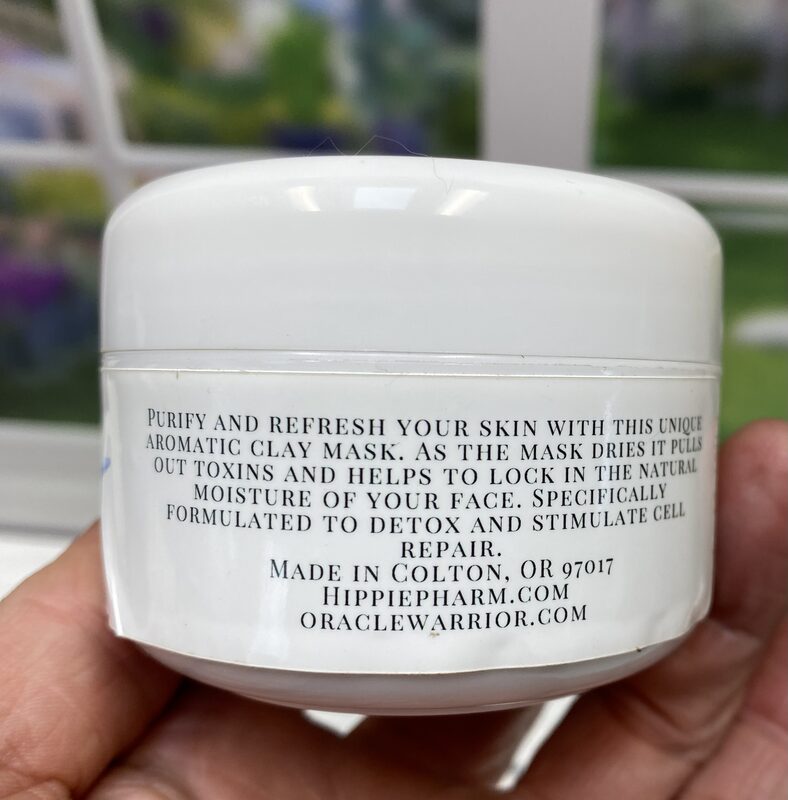 PURIFY AND REFRESH YOUR SKIN WITH THIS UNIQUE
AROMATIC CLAY MASK. AS THE MASK DRIES IT PULLS
OUT TOXINS AND HELPS TO LOCK IN THE NATURAL
MOISTURE OF YOUR FACE. SPECIFICALLY
FORMULATED TO DETOX AND STIMULATE CELL
REPAIR.
MADE IN COLTON, OR 97017
HIPPIEPHARM.COM
ORACLEWARRIOR.COM